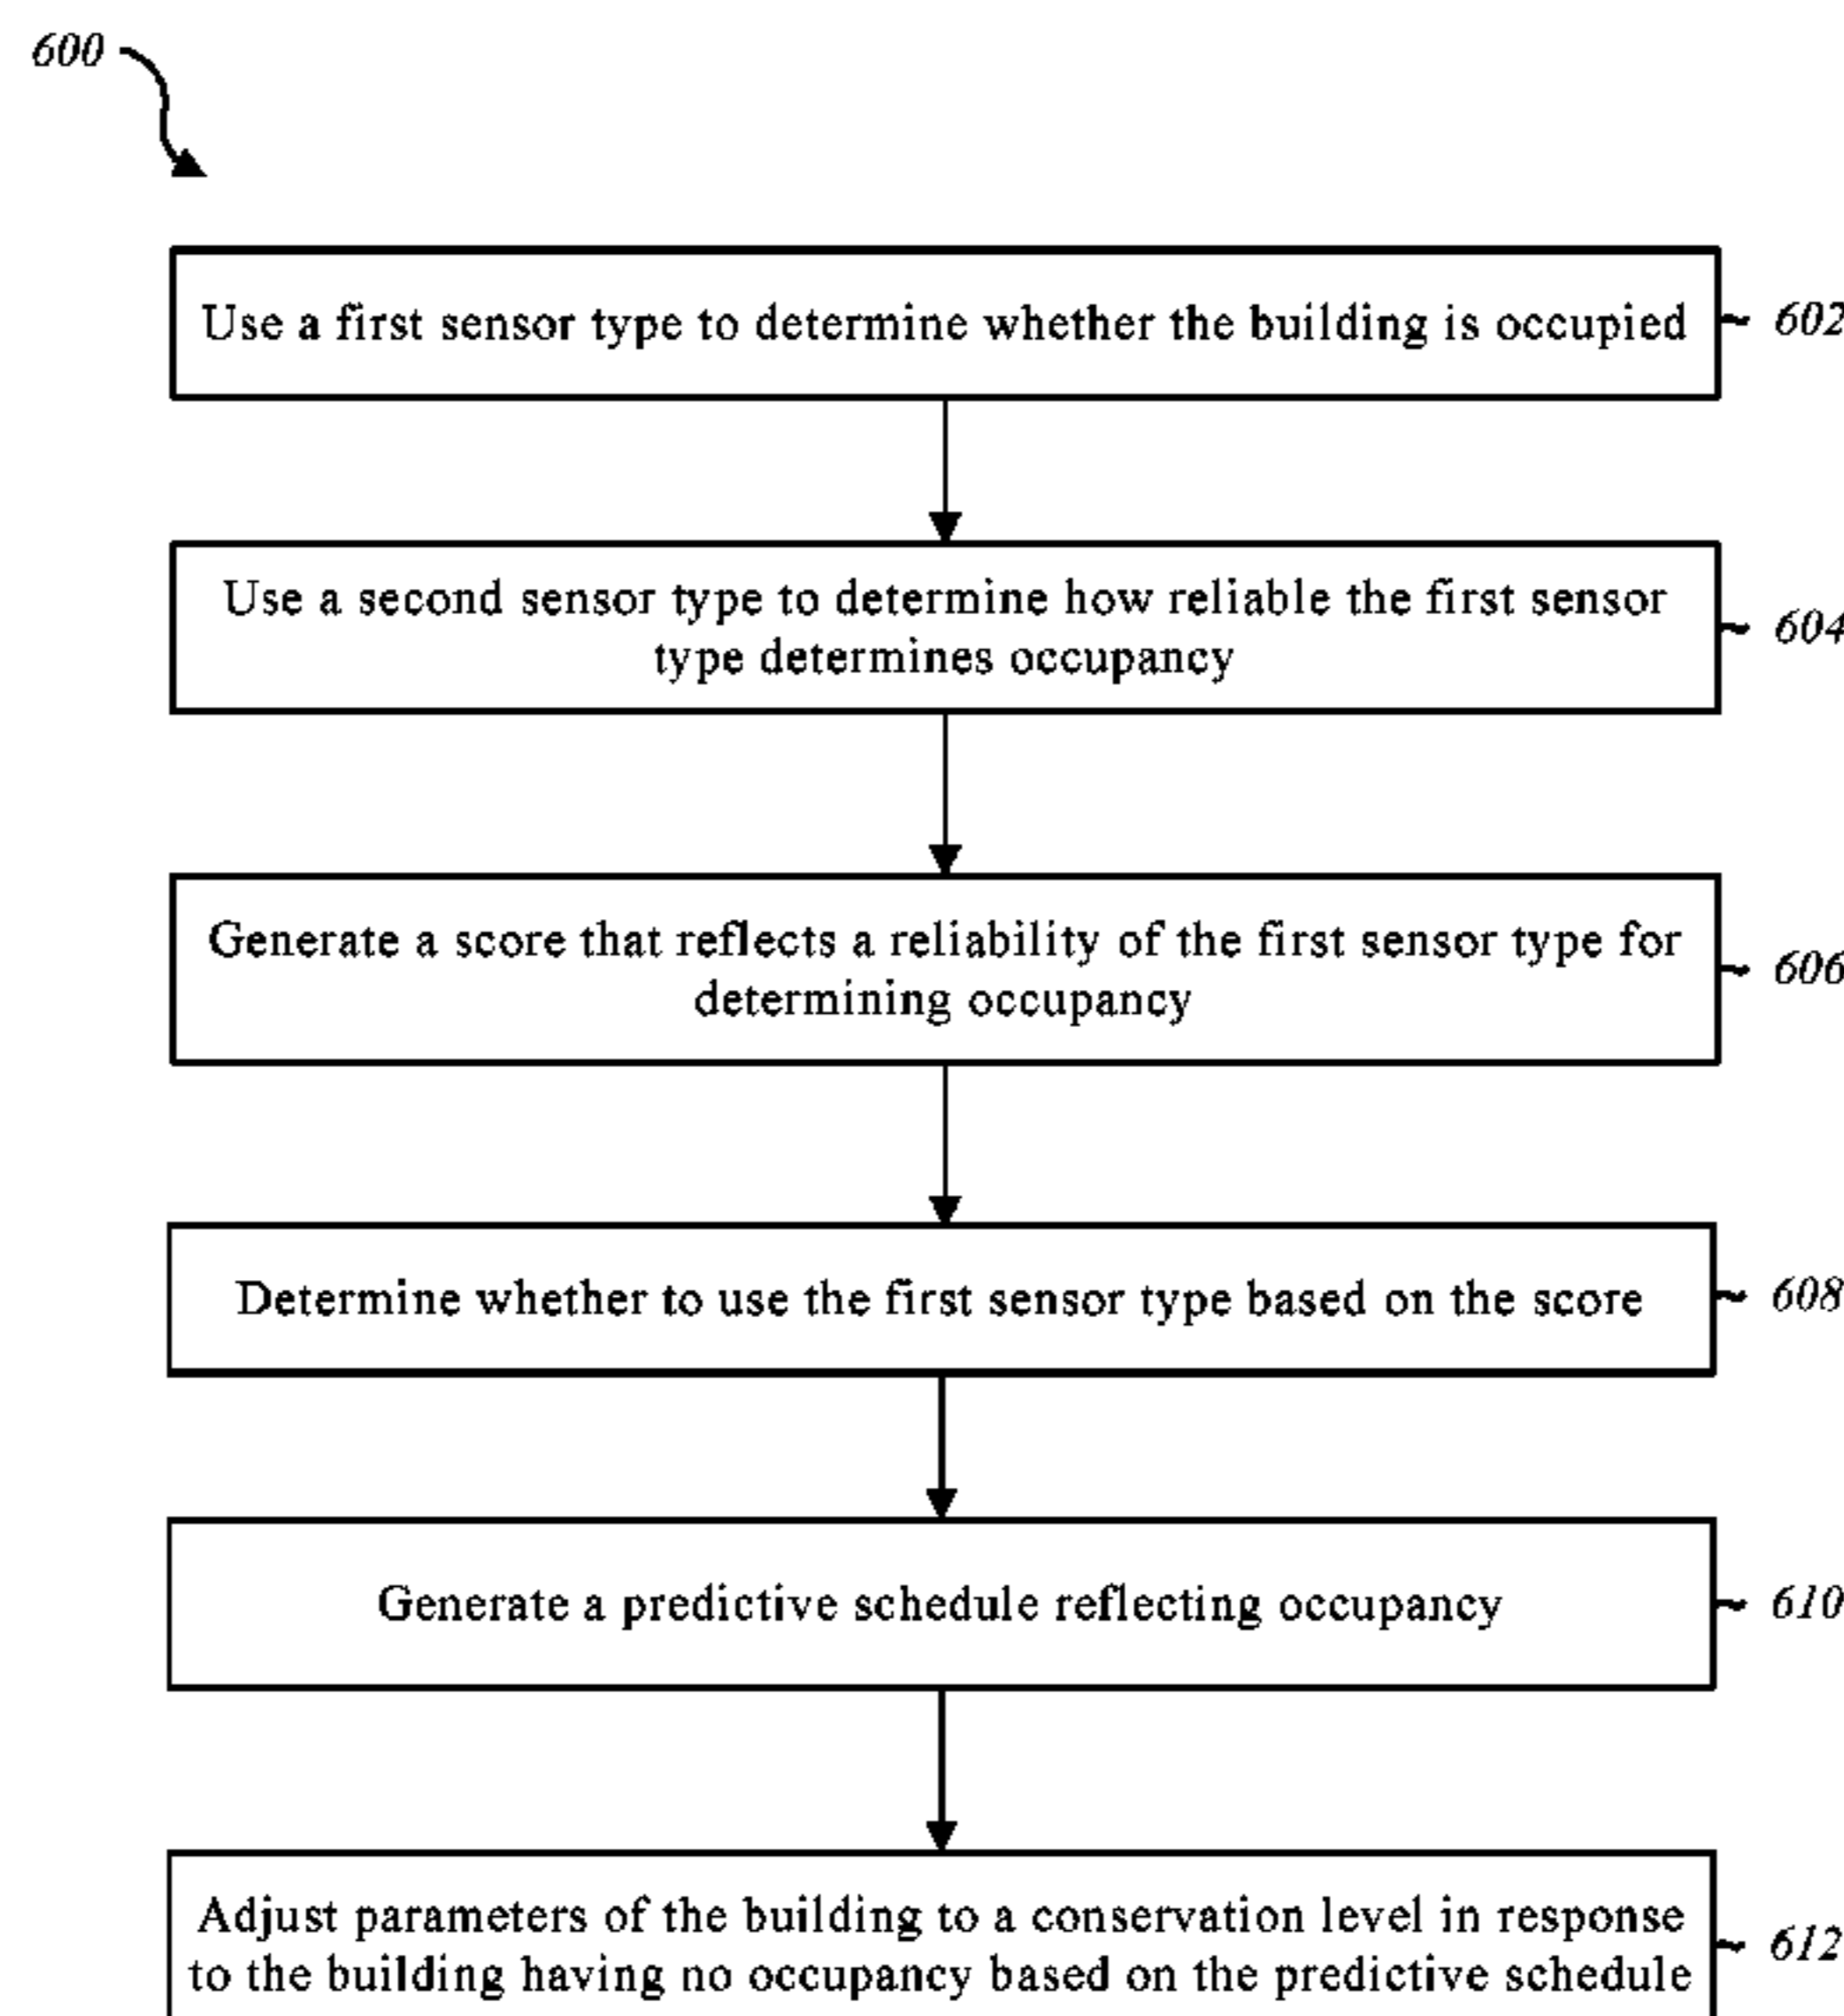 600
Use a first sensor type to determine whether the building is occupied
602
Use a second sensor type to determine how reliable the first sensor
type determines occupancy
604
Generate a score that reflects a reliability of the first sensor type for
determining occupancy
606
Determine whether to use the first sensor type based on the score
608
Generate a predictive schedule reflecting occupancy
610
Adjust parameters of the building to a conservation level in response
to the building having no occupancy based on the predictive schedule
612